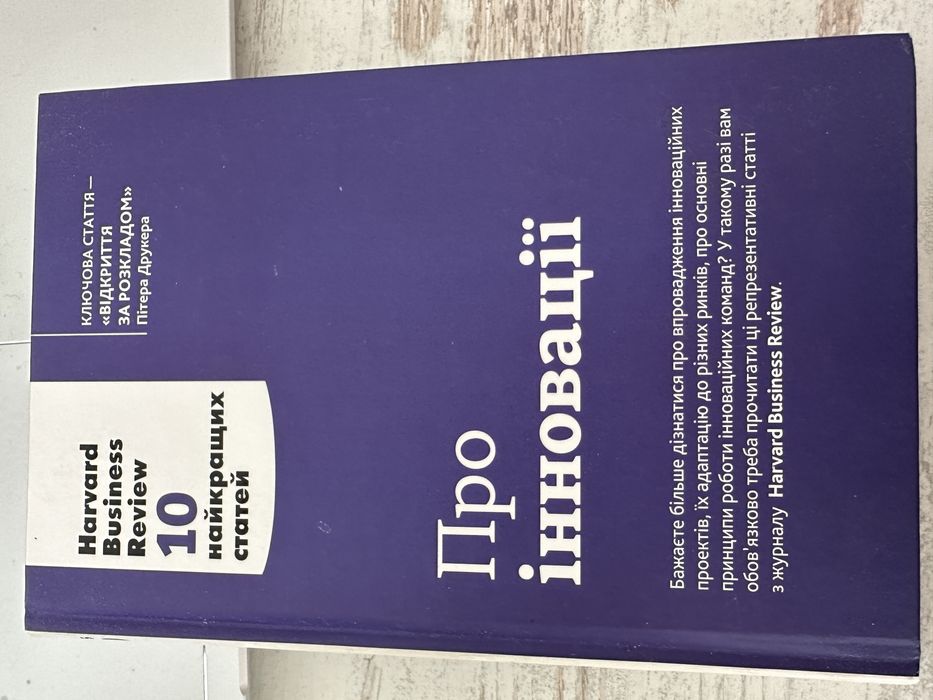 Harvard
Business
Review
10
найкращих
статей
КЛЮЧОВА СТАТТЯ —
«ВІДКРИТТЯ
ЗА РОЗКЛАДОМ»
Пітера Друкера
Про
інновації
Бажаєте більше дізнатися про впровадження інноваційних
проектів, їх адаптацію до різних ринків, про основні
принципи роботи інноваційних команд? У такому разі вам
обов'язково треба прочитати ці репрезентативні статті
з журналу Harvard Business Review.